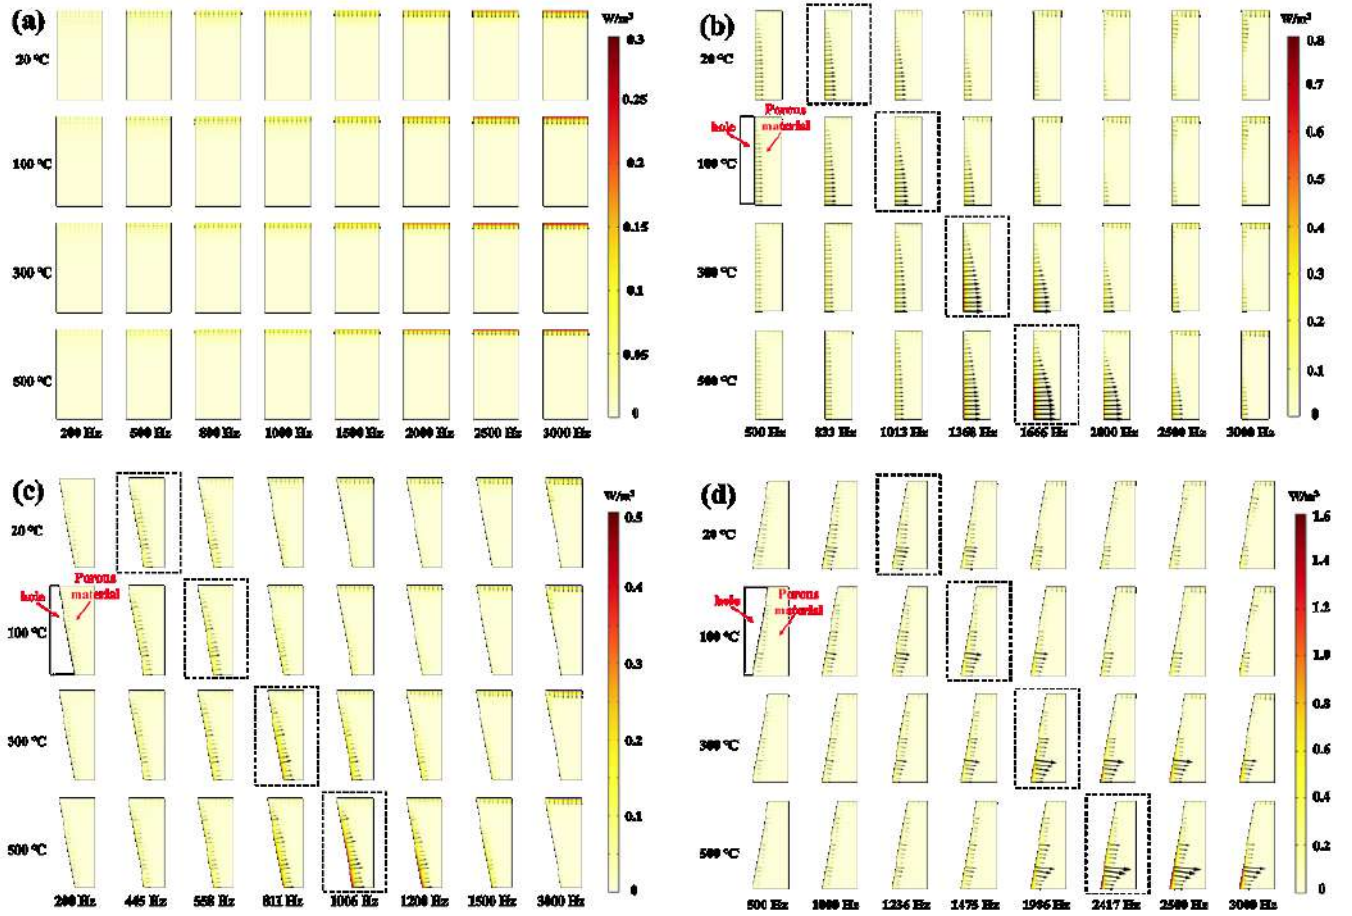 (a)
W/m³
20 °C
100 °C
300 °C
500 °C
0.3
0.25
0.2
0.15
0.1
0.05
0
200 Hz 500 Hz 800 Hz 1000 Hz 1500 Hz 2000 Hz 2500 Hz 3000 Hz
(b)
W/m³
20 °C
100 °C
300 °C
500 °C
hole
Porous
material
0.8
0.7
0.6
0.5
0.4
0.3
0.2
0.1
0
500 Hz 833 Hz 1013 Hz 1368 Hz 1666 Hz 2000 Hz 2500 Hz 3000 Hz
(c)
W/m³
20 °C
100 °C
300 °C
500 °C
hole
Porous
material
0.5
0.4
0.3
0.2
0.1
0
200 Hz 445 Hz 558 Hz 811 Hz 1006 Hz 1200 Hz 1500 Hz 3000 Hz
(d)
W/m³
20 °C
100 °C
300 °C
500 °C
hole
Porous
material
1.6
1.4
1.2
1.0
0.8
0.6
0.4
0.2
0
500 Hz 1000 Hz 1236 Hz 1475 Hz 1986 Hz 2417 Hz 2500 Hz 3000 Hz